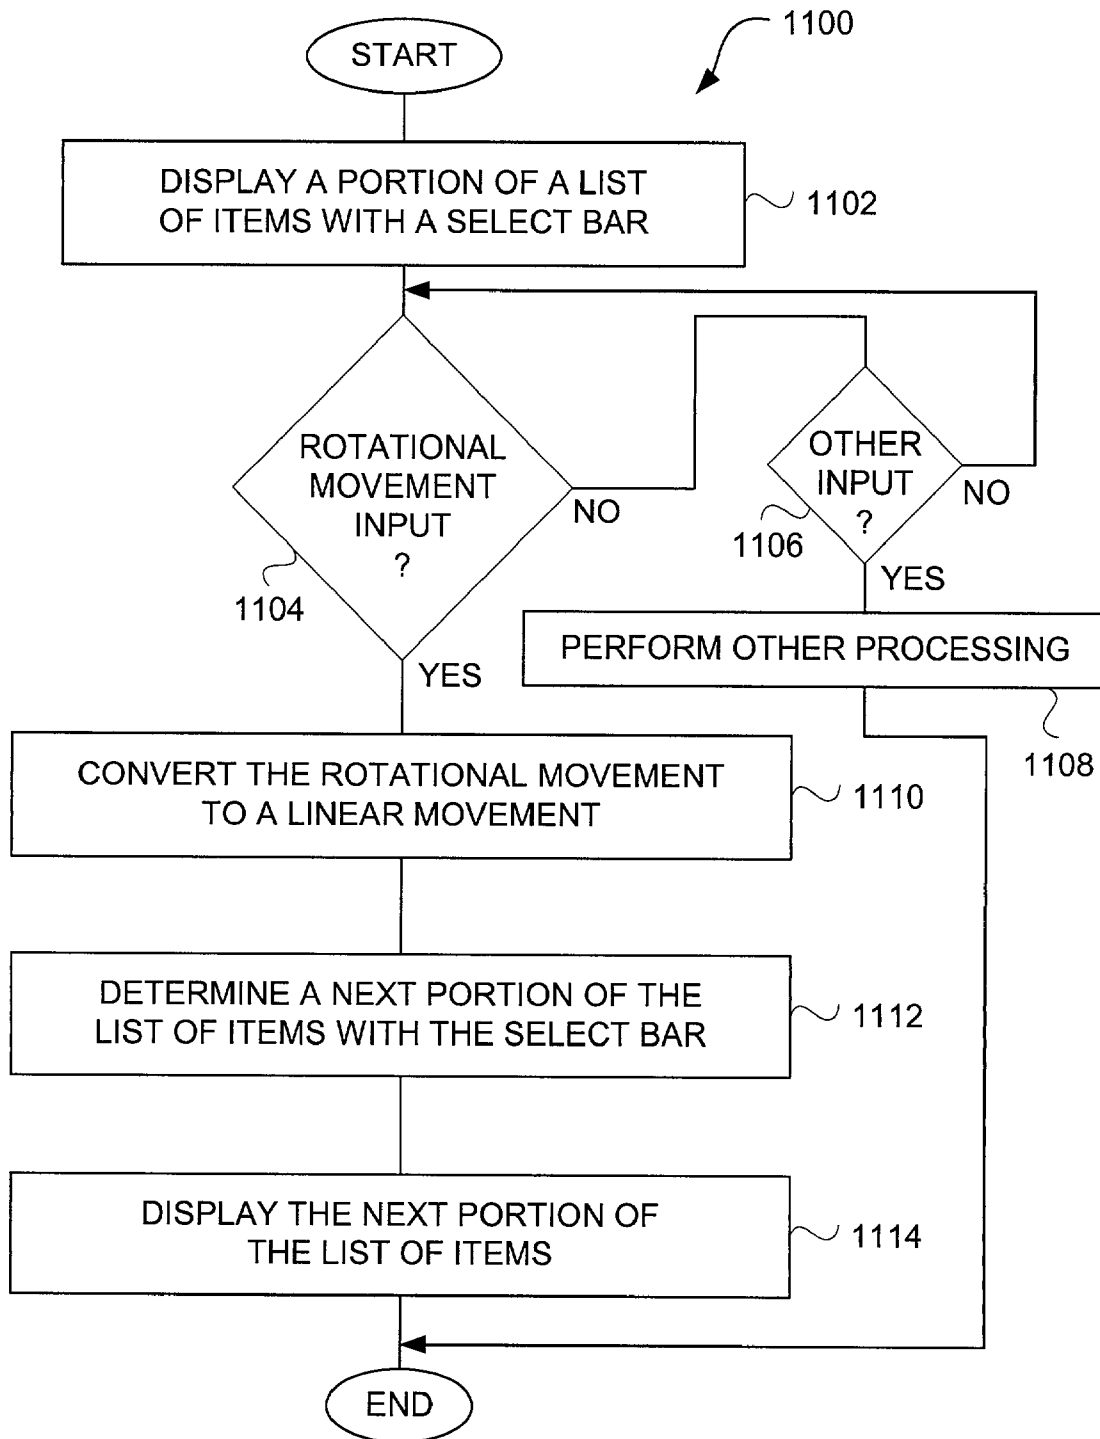 1100
START
DISPLAY A PORTION OF A LIST
OF ITEMS WITH A SELECT BAR
1102
ROTATIONAL
MOVEMENT
INPUT
?
NO
1104
YES
OTHER
INPUT
?
NO
1106
YES
PERFORM OTHER PROCESSING
1108
CONVERT THE ROTATIONAL MOVEMENT
TO A LINEAR MOVEMENT
1110
DETERMINE A NEXT PORTION OF THE
LIST OF ITEMS WITH THE SELECT BAR
1112
DISPLAY THE NEXT PORTION OF
THE LIST OF ITEMS
1114
END